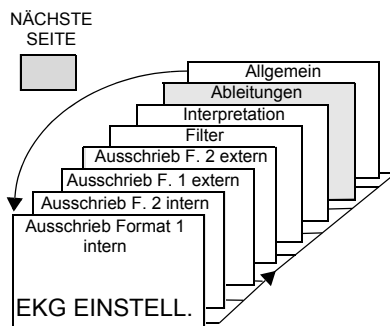 NÄCHSTE
SEITE
Allgemein
Ableitungen
Interpretation
Filter
Ausschrieb F. 2 extern
Ausschrieb F. 1 extern
Ausschrieb F. 2 intern
Ausschrieb Format 1
intern
EKG EINSTELL.